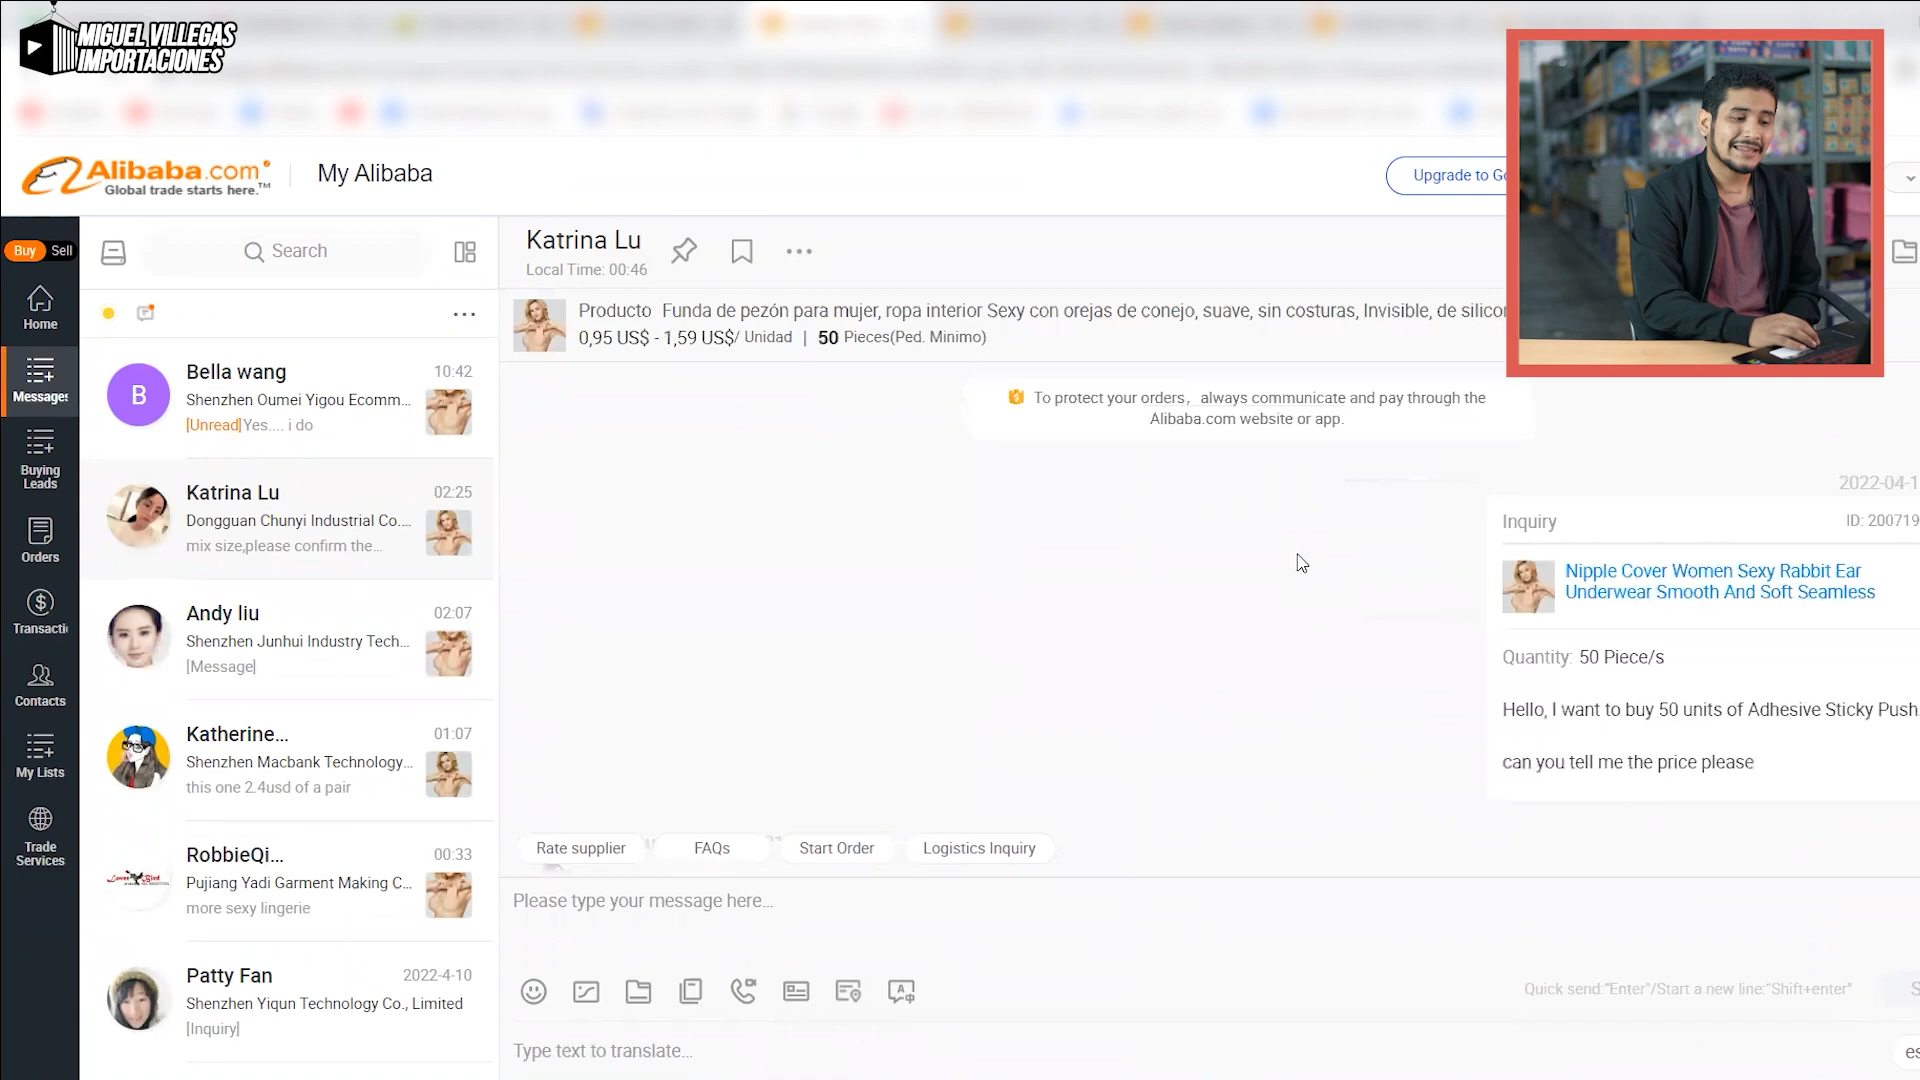 MIGUEL VILLEGAS
IMPORTACIONES
Alibaba.com
Global trade starts here.™
My Alibaba
Upgrade to
Buy Sell
Search
Home
Messages
Buying
Leads
Orders
Transacti
Contacts
My Lists
Trade
Services
Bella wang 10:42
Shenzhen Oumei Yigou Ecomm...
[Unread]Yes.... i do
B
Katrina Lu 02:25
Dongguan Chunyi Industrial Co....
mix size,please confirm the...
Andy liu 02:07
Shenzhen Junhui Industry Tech...
[Message]
Katherine... 01:07
Shenzhen Macbank Technology...
this one 2.4usd of a pair
RobbieQi... 00:33
Pujiang Yadi Garment Making C...
more sexy lingerie
Patty Fan 2022-4-10
Shenzhen Yiqun Technology Co., Limited
[Inquiry]
Katrina Lu
Local Time: 00:46
Producto Funda de pezón para mujer, ropa interior Sexy con orejas de conejo, suave, sin costuras, Invisible, de silicon
0,95 US$ - 1,59 US$/ Unidad | 50 Pieces(Ped. Minimo)
To protect your orders, always communicate and pay through the
Alibaba.com website or app.
2022-04-1
Inquiry ID: 200719
Nipple Cover Women Sexy Rabbit Ear
Underwear Smooth And Soft Seamless
Quantity: 50 Piece/s
Hello, I want to buy 50 units of Adhesive Sticky Push
can you tell me the price please
Rate supplier FAQs Start Order Logistics Inquiry
Please type your message here...
Quick send:"Enter"/Start a new line:"Shift+enter"
Type text to translate...
es